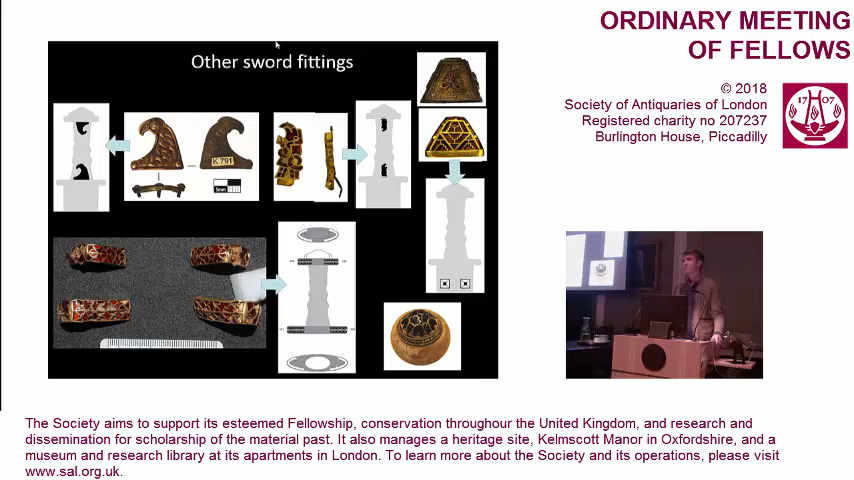 ORDINARY MEETING
OF FELLOWS
© 2018
Society of Antiquaries of London
Registered charity no 207237
Burlington House, Piccadilly
17 07
Other sword fittings
K 791
5mm
The Society aims to support its esteemed Fellowship, conservation throughour the United Kingdom, and research and
dissemination for scholarship of the material past. It also manages a heritage site, Kelmscott Manor in Oxfordshire, and a
museum and research library at its apartments in London. To learn more about the Society and its operations, please visit
www.sal.org.uk.